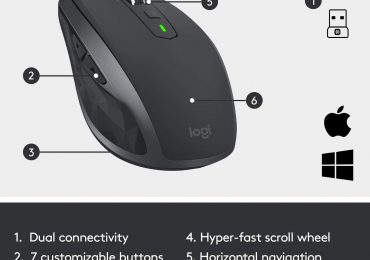 5
1
2
6
logi
3
1. Dual connectivity
4. Hyper-fast scroll wheel
2. 7 customizable buttons
5. Horizontal navigation